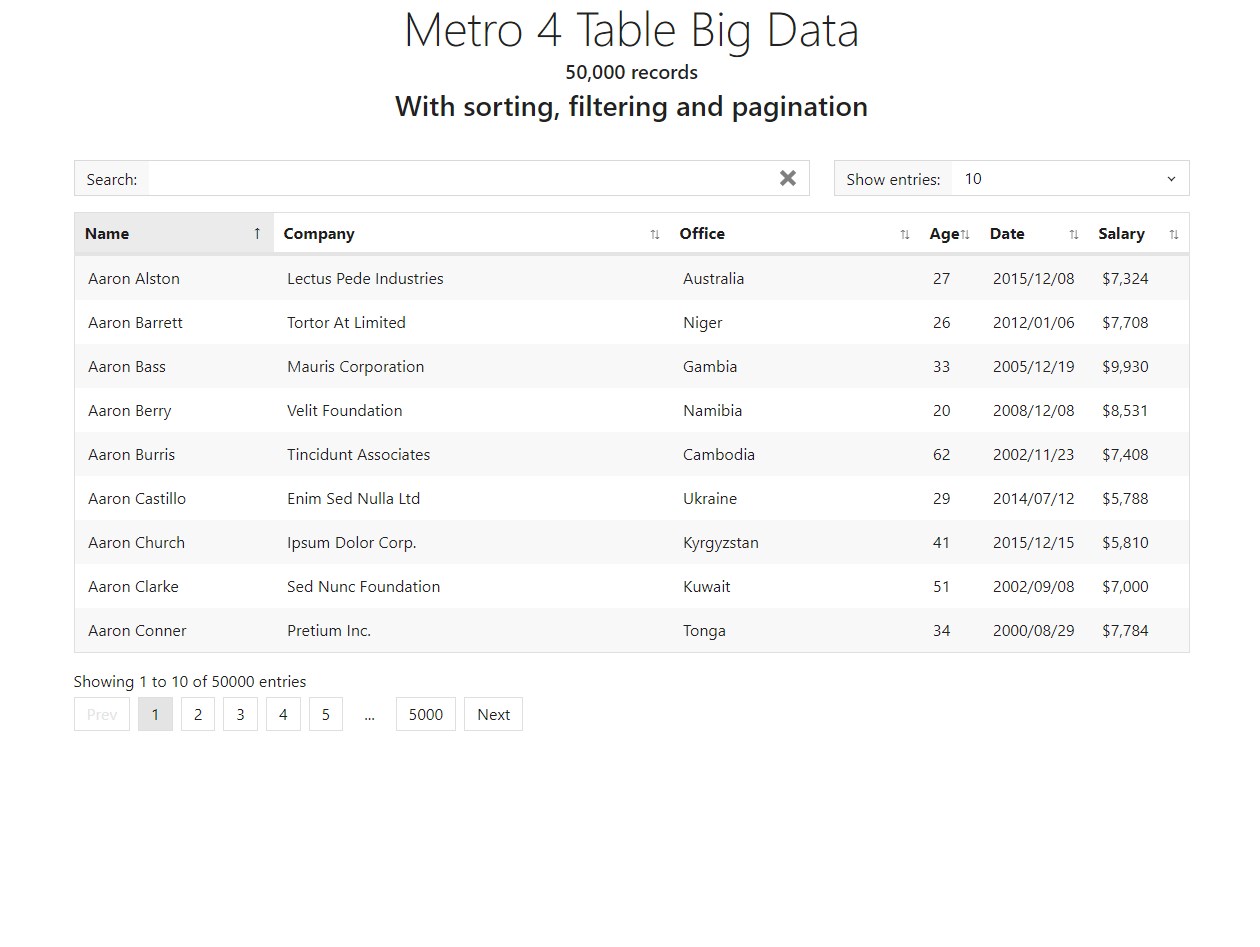 Metro 4 Table Big Data
50,000 records
With sorting, filtering and pagination
Search: Show entries: 10
Name Company Office Age Date Salary
Aaron Alston Lectus Pede Industries Australia 27 2015/12/08 $7,324
Aaron Barrett Tortor At Limited Niger 26 2012/01/06 $7,708
Aaron Bass Mauris Corporation Gambia 33 2005/12/19 $9,930
Aaron Berry Velit Foundation Namibia 20 2008/12/08 $8,531
Aaron Burris Tincidunt Associates Cambodia 62 2002/11/23 $7,408
Aaron Castillo Enim Sed Nulla Ltd Ukraine 29 2014/07/12 $5,788
Aaron Church Ipsum Dolor Corp. Kyrgyzstan 41 2015/12/15 $5,810
Aaron Clarke Sed Nunc Foundation Kuwait 51 2002/09/08 $7,000
Aaron Conner Pretium Inc. Tonga 34 2000/08/29 $7,784
Showing 1 to 10 of 50000 entries
Prev 1 2 3 4 5 ... 5000 Next